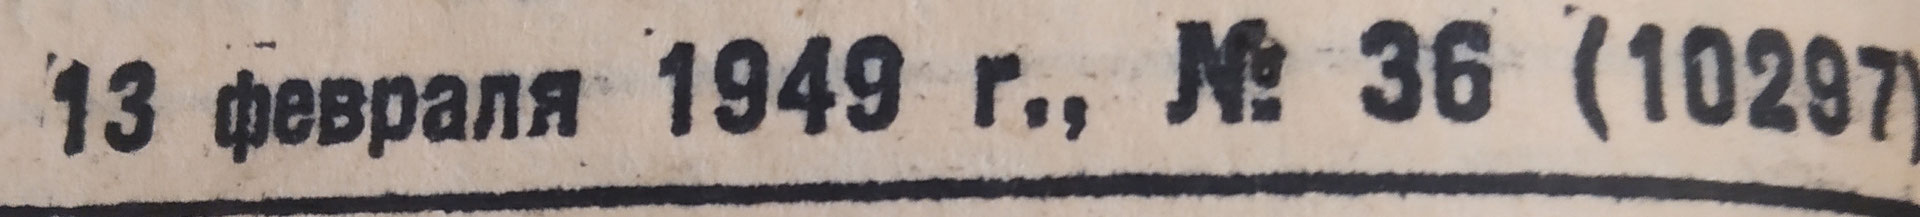 13 февраля 1949 г., № 36 (10297)